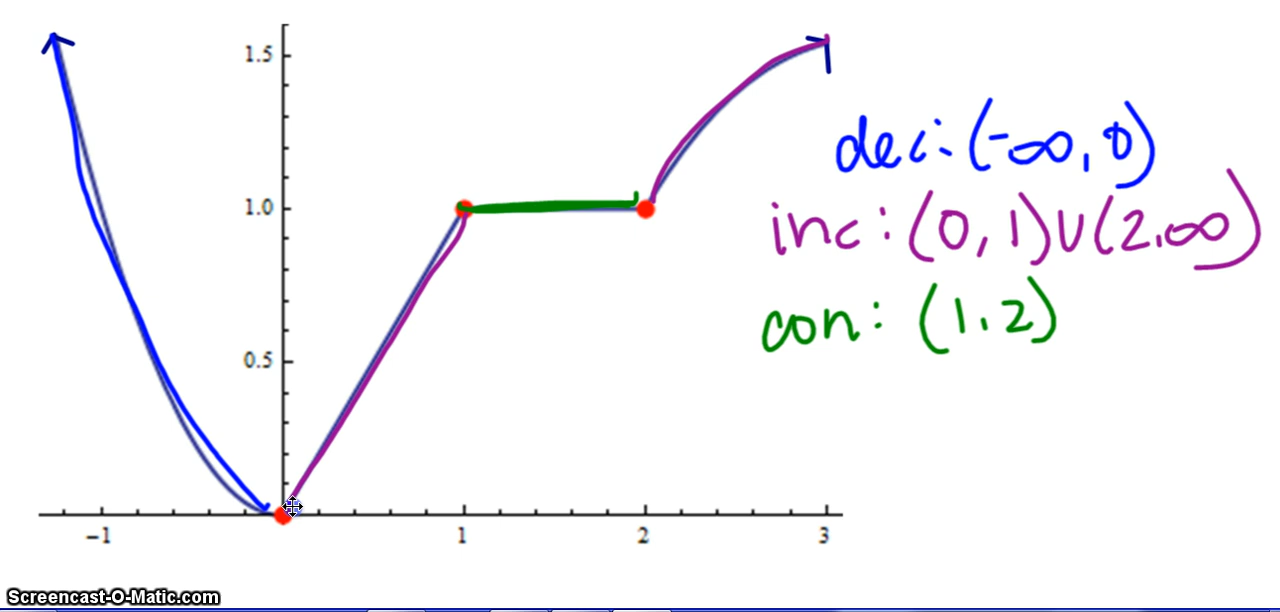 1.5
dec: (-∞, 0)
1.0
inc: (0, 1) ∪ (2, ∞)
con: (1, 2)
0.5
-1 1 2 3
Screencast-O-Matic.com